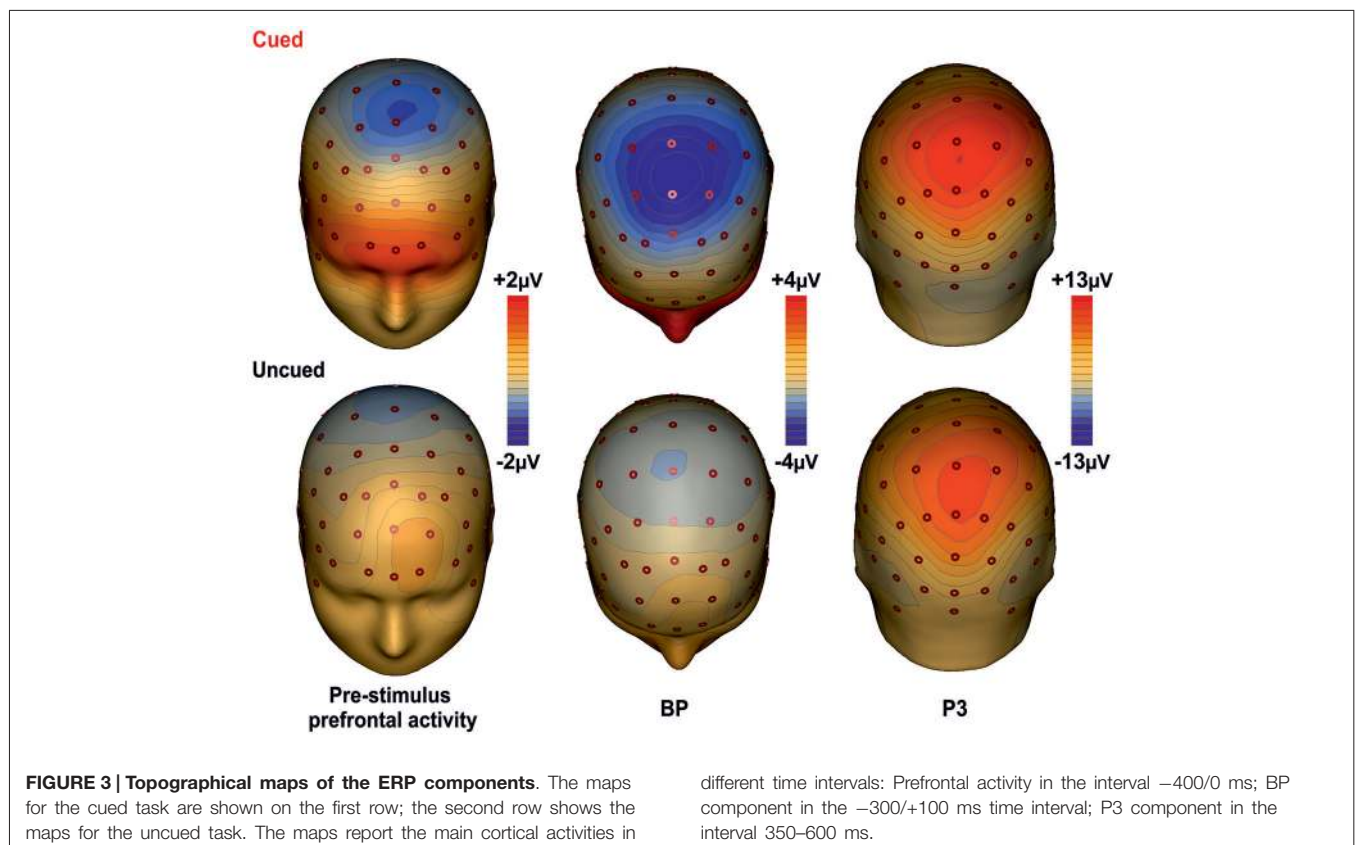 Cued
+2µV
+4µV
+13µV
Uncued
-2µV
-4µV
-13µV
Pre-stimulus
prefrontal activity
BP
P3
FIGURE 3 | Topographical maps of the ERP components. The maps
for the cued task are shown on the first row; the second row shows the
maps for the uncued task. The maps report the main cortical activities in
different time intervals: Prefrontal activity in the interval −400/0 ms; BP
component in the −300/+100 ms time interval; P3 component in the
interval 350–600 ms.